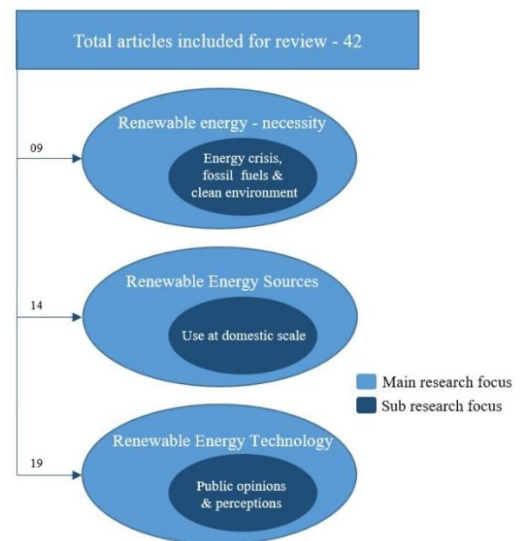 Total articles included for review - 42
09
Renewable energy - necessity
Energy crisis,
fossil fuels &
clean environment
14
Renewable Energy Sources
Use at domestic scale
Main research focus
Sub research focus
19
Renewable Energy Technology
Public opinions
& perceptions